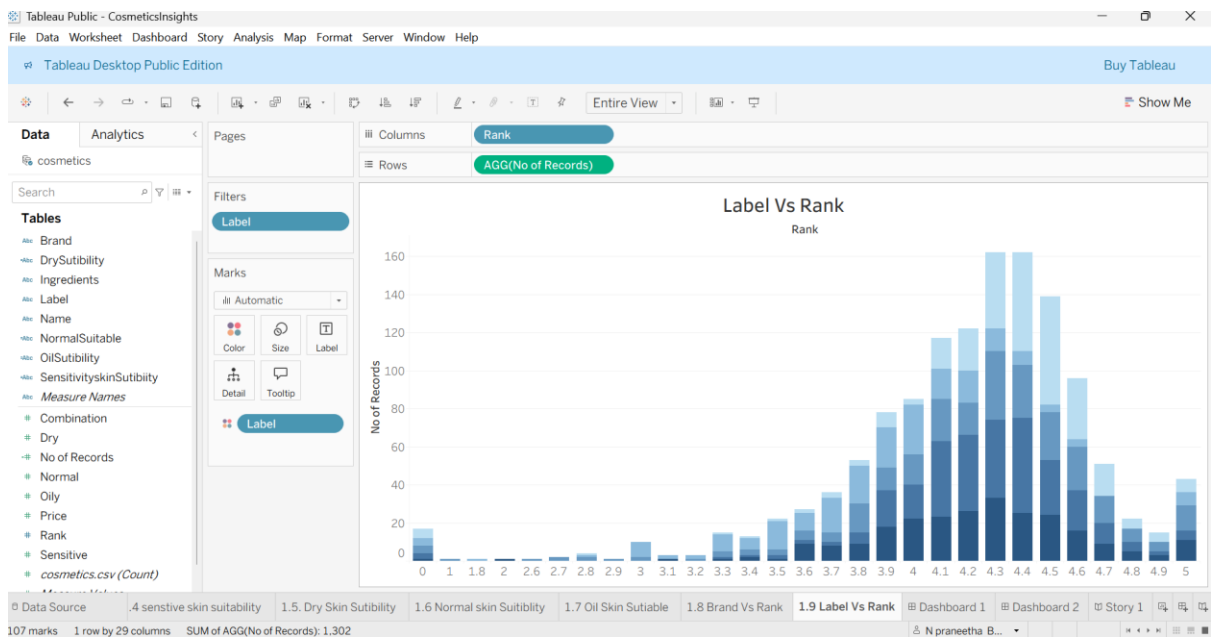 Tableau Public - CosmeticsInsights
File Data Worksheet Dashboard Story Analysis Map Format Server Window Help
Tableau Desktop Public Edition
Buy Tableau
Entire View
Show Me
Data Analytics
Pages
Columns
Rank
cosmetics
Rows
AGG(No of Records)
Search
Filters
Label
Tables
Abc Brand
Abc DrySutibility
Abc Ingredients
Abc Label
Abc Name
Abc NormalSuitable
Abc OilSutibility
Abc SensitivityskinSutibiity
Abc Measure Names
# Combination
# Dry
# No of Records
# Normal
# Oily
# Price
# Rank
# Sensitive
# cosmetics.csv (Count)
Marks
Automatic
Color Size Label
Detail Tooltip
Label
Label Vs Rank
Rank
No of Records
160
140
120
100
80
60
40
20
0
0 1 1.8 2 2.6 2.7 2.8 2.9 3 3.1 3.2 3.3 3.4 3.5 3.6 3.7 3.8 3.9 4 4.1 4.2 4.3 4.4 4.5 4.6 4.7 4.8 4.9 5
Data Source .4 senstive skin suitability 1.5. Dry Skin Sutibility 1.6 Normal skin Suitiblity 1.7 Oil Skin Sutiable 1.8 Brand Vs Rank 1.9 Label Vs Rank Dashboard 1 Dashboard 2 Story 1
107 marks 1 row by 29 columns SUM of AGG(No of Records): 1,302
N praneetha B...